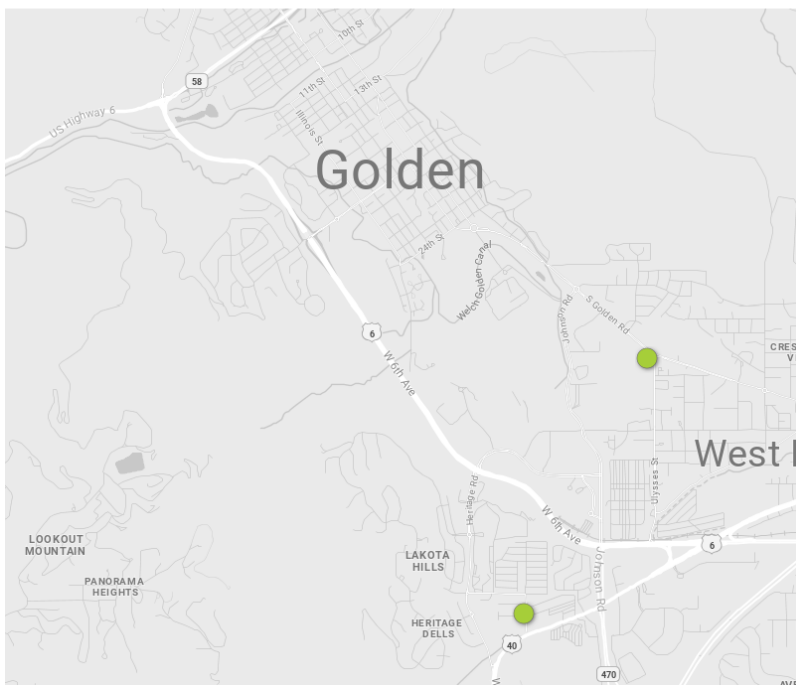 10th St
58
11th St
13th St
US Highway 6
Illinois St
Golden
24th St
Welch Golden Canal
Johnson Rd
S Golden Rd
6
CRES
V
W 6th Ave
West
Ulysses St
Heritage Rd
W 6th Ave
LOOKOUT
MOUNTAIN
6
LAKOTA
HILLS
Johnson Rd
PANORAMA
HEIGHTS
HERITAGE
DELLS
40
470
W
AVE